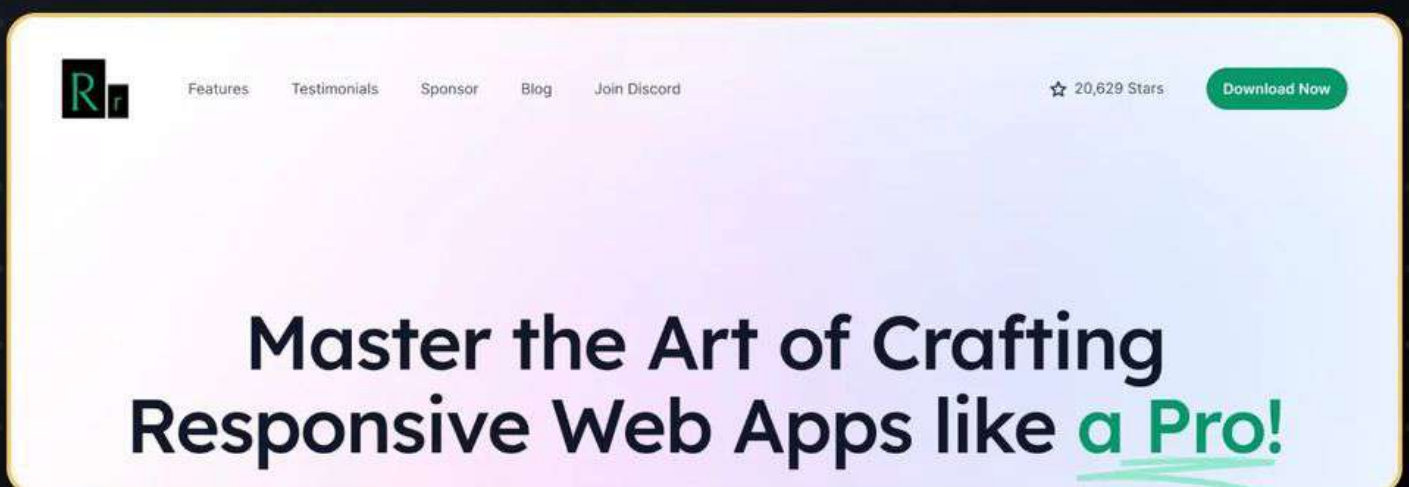 Rr
Features Testimonials Sponsor Blog Join Discord 20,629 Stars Download Now
Master the Art of Crafting
Responsive Web Apps like a Pro!